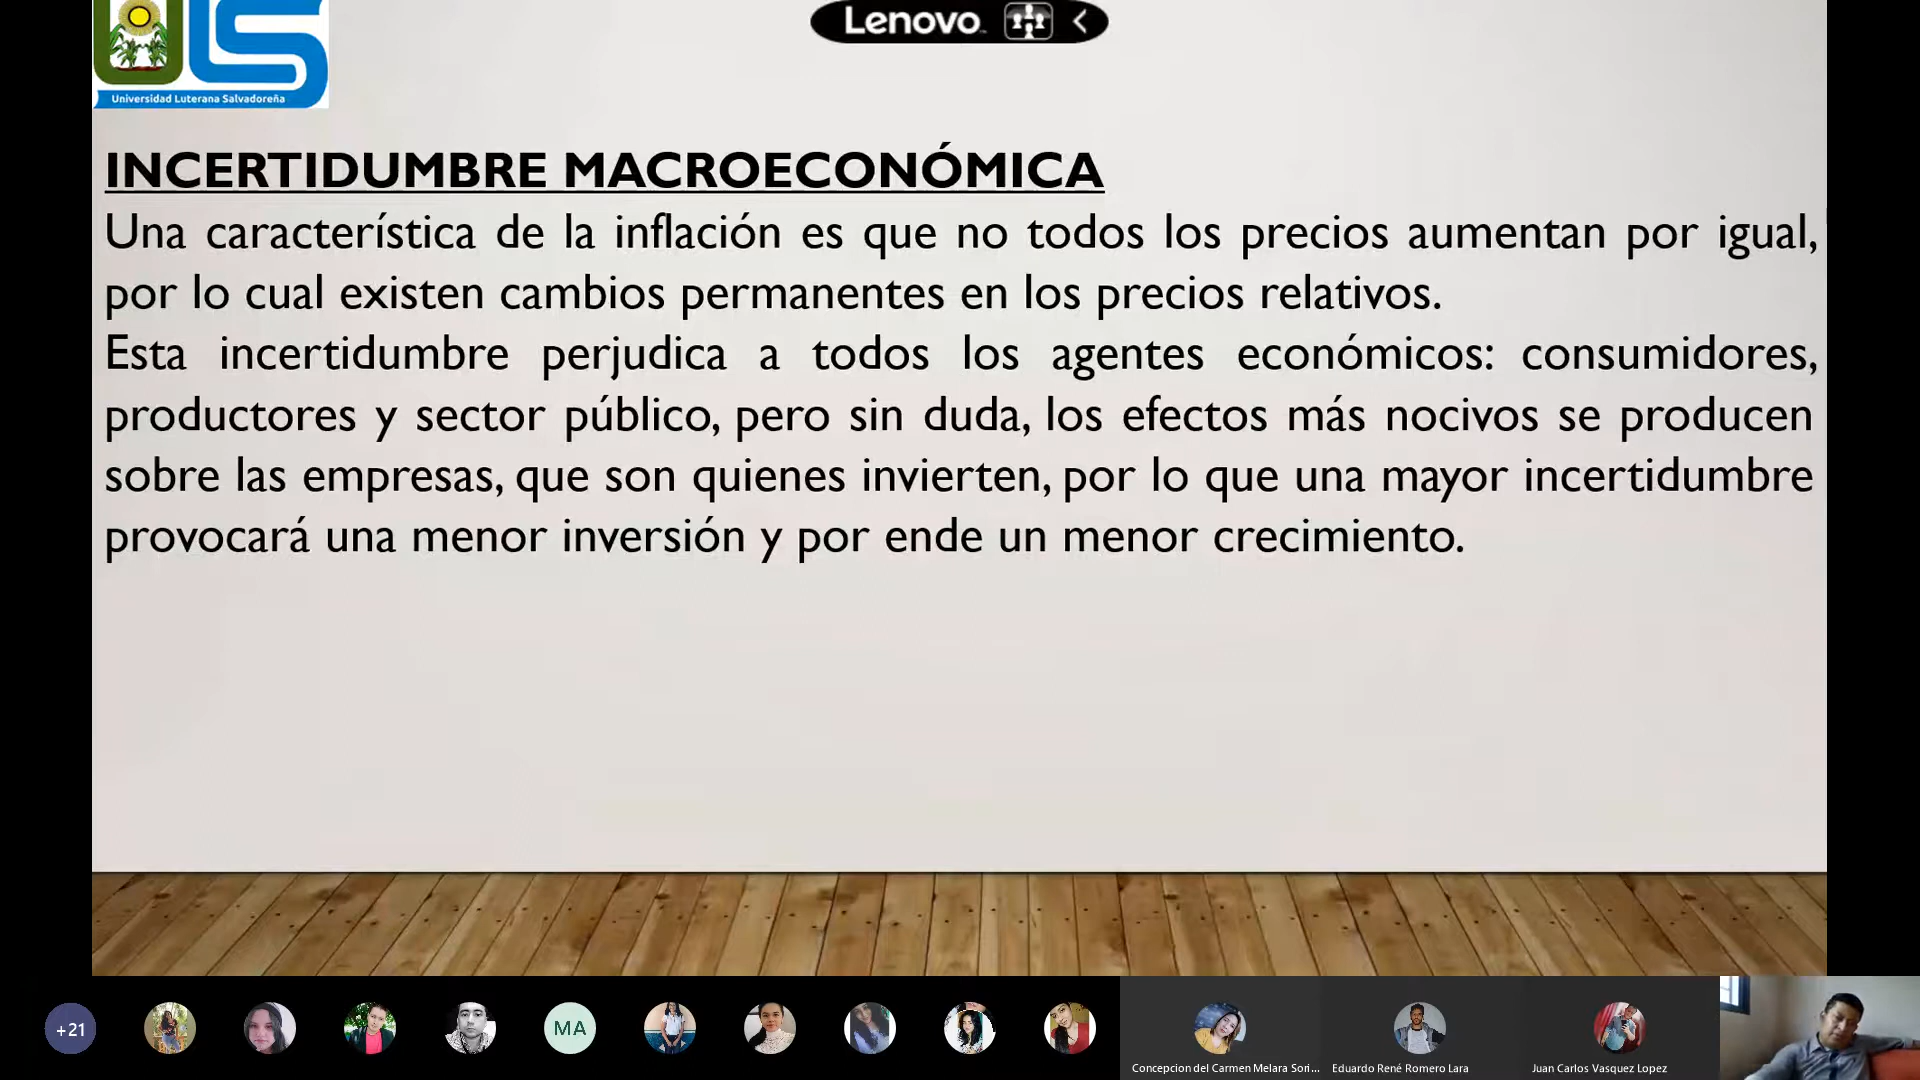 Lenovo
Universidad Luterana Salvadoreña
INCERTIDUMBRE MACROECONÓMICA
Una característica de la inflación es que no todos los precios aumentan por igual,
por lo cual existen cambios permanentes en los precios relativos.
Esta incertidumbre perjudica a todos los agentes económicos: consumidores,
productores y sector público, pero sin duda, los efectos más nocivos se producen
sobre las empresas, que son quienes invierten, por lo que una mayor incertidumbre
provocará una menor inversión y por ende un menor crecimiento.
+21
MA
Concepcion del Carmen Melara Sori...
Eduardo René Romero Lara
Juan Carlos Vasquez Lopez